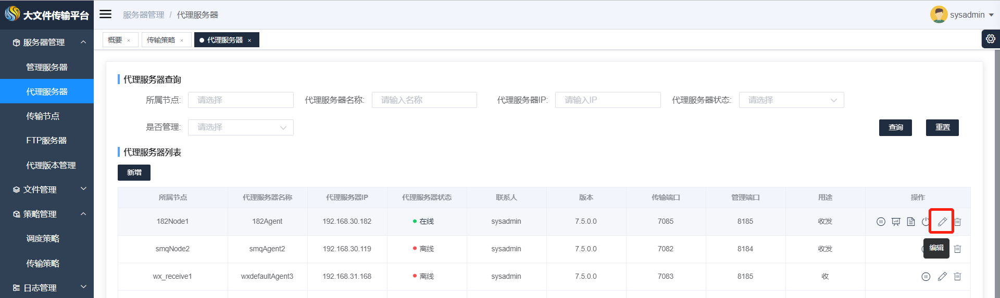 大文件传输平台
服务器管理 / 代理服务器
sysadmin
概要 ×
传输策略 ×
代理服务器 ×
服务器管理
管理服务器
代理服务器
传输节点
FTP服务器
代理版本管理
文件管理
策略管理
调度策略
传输策略
日志管理
代理服务器查询
所属节点: 请选择 代理服务器名称: 请输入名称 代理服务器IP: 请输入IP 代理服务器状态: 请选择
是否管理: 请选择 查询 重置
代理服务器列表
新增
所属节点 代理服务器名称 代理服务器IP 代理服务器状态 联系人 版本 传输端口 管理端口 用途 操作
182Node1 182Agent 192.168.30.182 在线 sysadmin 7.5.0.0 7085 8185 收发
smqNode2 smqAgent2 192.168.30.119 离线 sysadmin 7.5.0.0 7082 8184 收发 编辑
wx_receive1 wxdefaultAgent3 192.168.31.168 离线 sysadmin 7.5.0.0 7083 8185 收